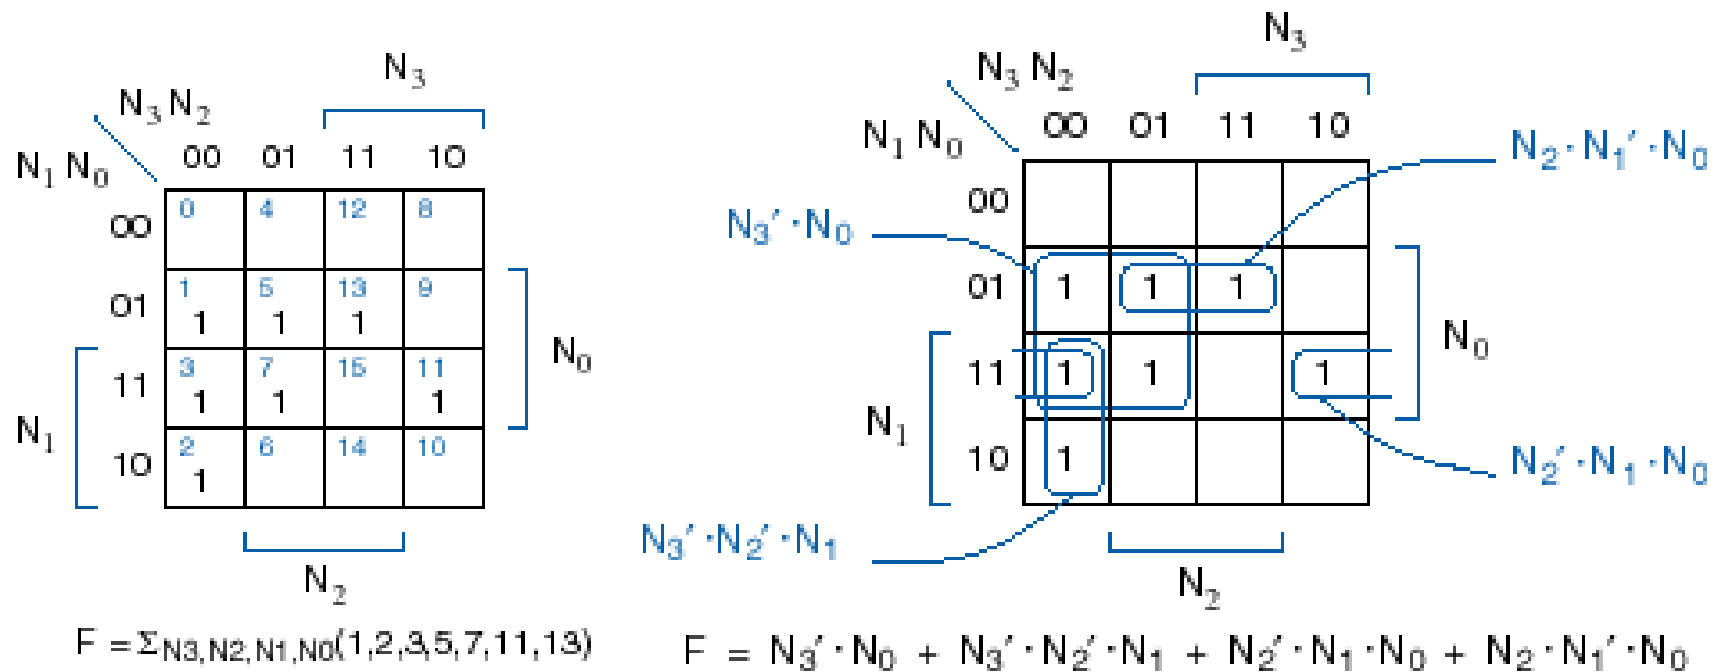 N₃
N₃ N₂
N₁ N₀ 00 01 11 10
00 0 4 12 8
01 1 5 13 9
1 1 1
N₀
11 3 7 15 11
1 1 1
N₁
10 2 6 14 10
1
N₂
F = Σ_N3,N2,N1,N0(1,2,3,5,7,11,13)
N₃
N₃ N₂
N₁ N₀ 00 01 11 10
N₂·N₁′·N₀
00
N₃′·N₀
01 1 1 1
N₀
11 1 1 1
N₁
10 1
N₂′·N₁·N₀
N₃′·N₂′·N₁
N₂
F = N₃′·N₀ + N₃′·N₂′·N₁ + N₂′·N₁·N₀ + N₂·N₁′·N₀